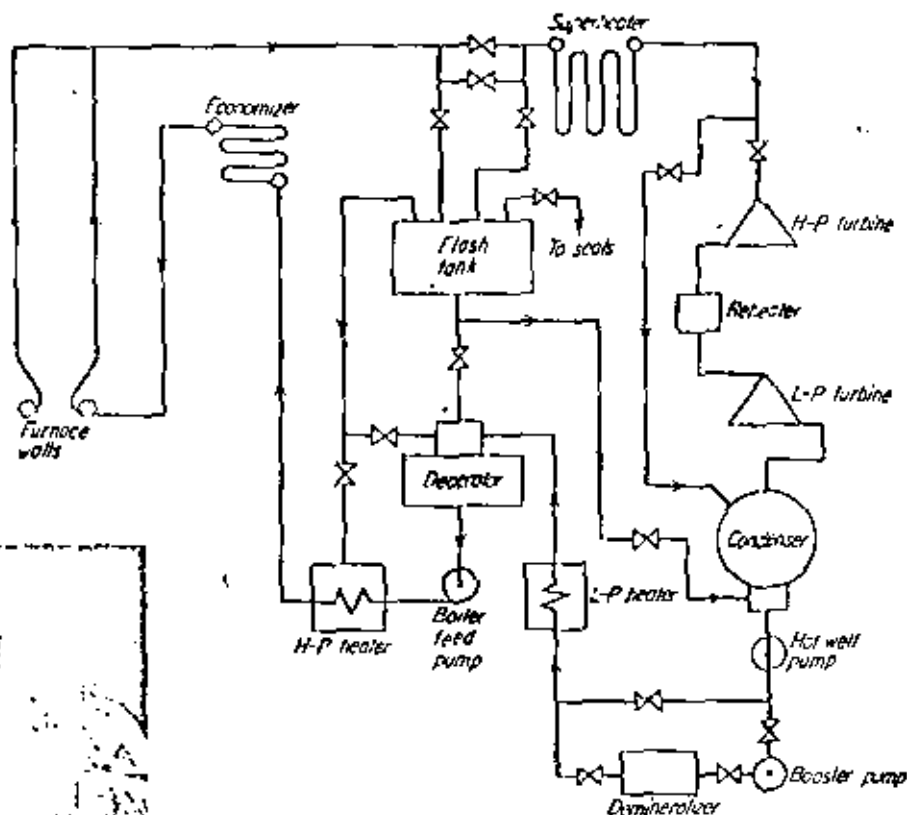 Superheater
Economizer
H-P turbine
Flash
tank
To seals
Reheater
L-P turbine
Furnace
walls
Deaerator
Condenser
L-P heater
H-P heater
Boiler
feed
pump
Hot well
pump
Booster pump
Demineralizer